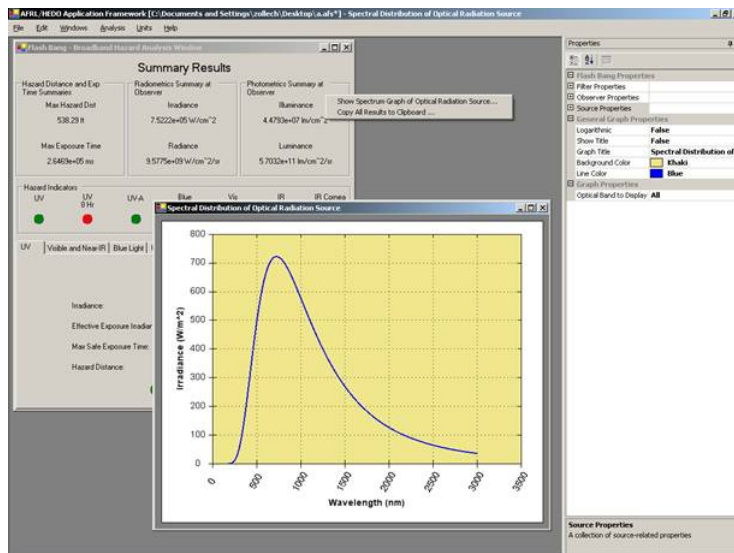 AFRL/HEDO Application Framework [C:\Documents and Settings\zollech\Desktop\a.afs*] - Spectral Distribution of Optical Radiation Source
File Edit Windows Analysis Units Help
Flash Bang - Broadband Hazard Analysis Window
Summary Results
Hazard Distance and Exp Time Summaries
Max Hazard Dist
538.29 ft
Max Exposure Time
2.6469e+05 ms
Radiometrics Summary at Observer
Irradiance
7.5222e+05 W/cm^2
Radiance
9.5775e+09 W/cm^2/sr
Photometrics Summary at Observer
Illuminance
4.4793e+07 lm/cm^2
Luminance
5.7032e+11 lm/cm^2/sr
Show Spectrum Graph of Optical Radiation Source...
Copy All Results to Clipboard ...
Hazard Indicators
UV
UV 8 Hr
UV-A
Blue
Vis
IR
IR Cornea
UV
Visible and Near-IR
Blue Light
Irradiance:
Effective Exposure Irradian
Max Safe Exposure Time:
Hazard Distance:
Spectral Distribution of Optical Radiation Source
Irradiance (W/m^2)
800
700
600
500
400
300
200
100
0
0 500 1000 1500 2000 2500 3000 3500
Wavelength (nm)
Properties
Flash Bang Properties
Filter Properties
Observer Properties
Source Properties
General Graph Properties
Logarithmic False
Show Title False
Graph Title Spectral Distribution of
Background Color Khaki
Line Color Blue
Graph Properties
Optical Band to Display All
Source Properties
A collection of source-related properties